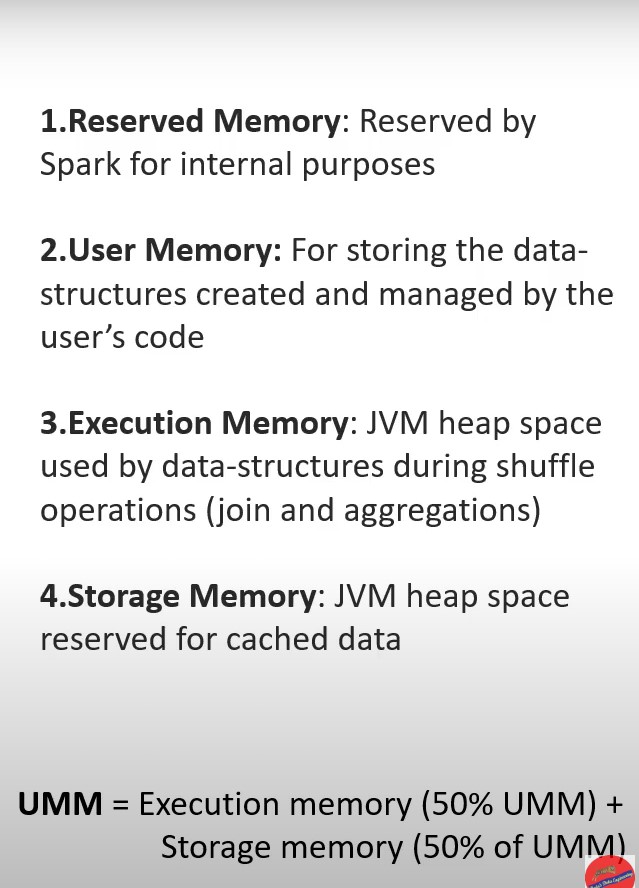 1.Reserved Memory: Reserved by
Spark for internal purposes
2.User Memory: For storing the data-
structures created and managed by the
user’s code
3.Execution Memory: JVM heap space
used by data-structures during shuffle
operations (join and aggregations)
4.Storage Memory: JVM heap space
reserved for cached data
UMM = Execution memory (50% UMM) +
Storage memory (50% of UMM)